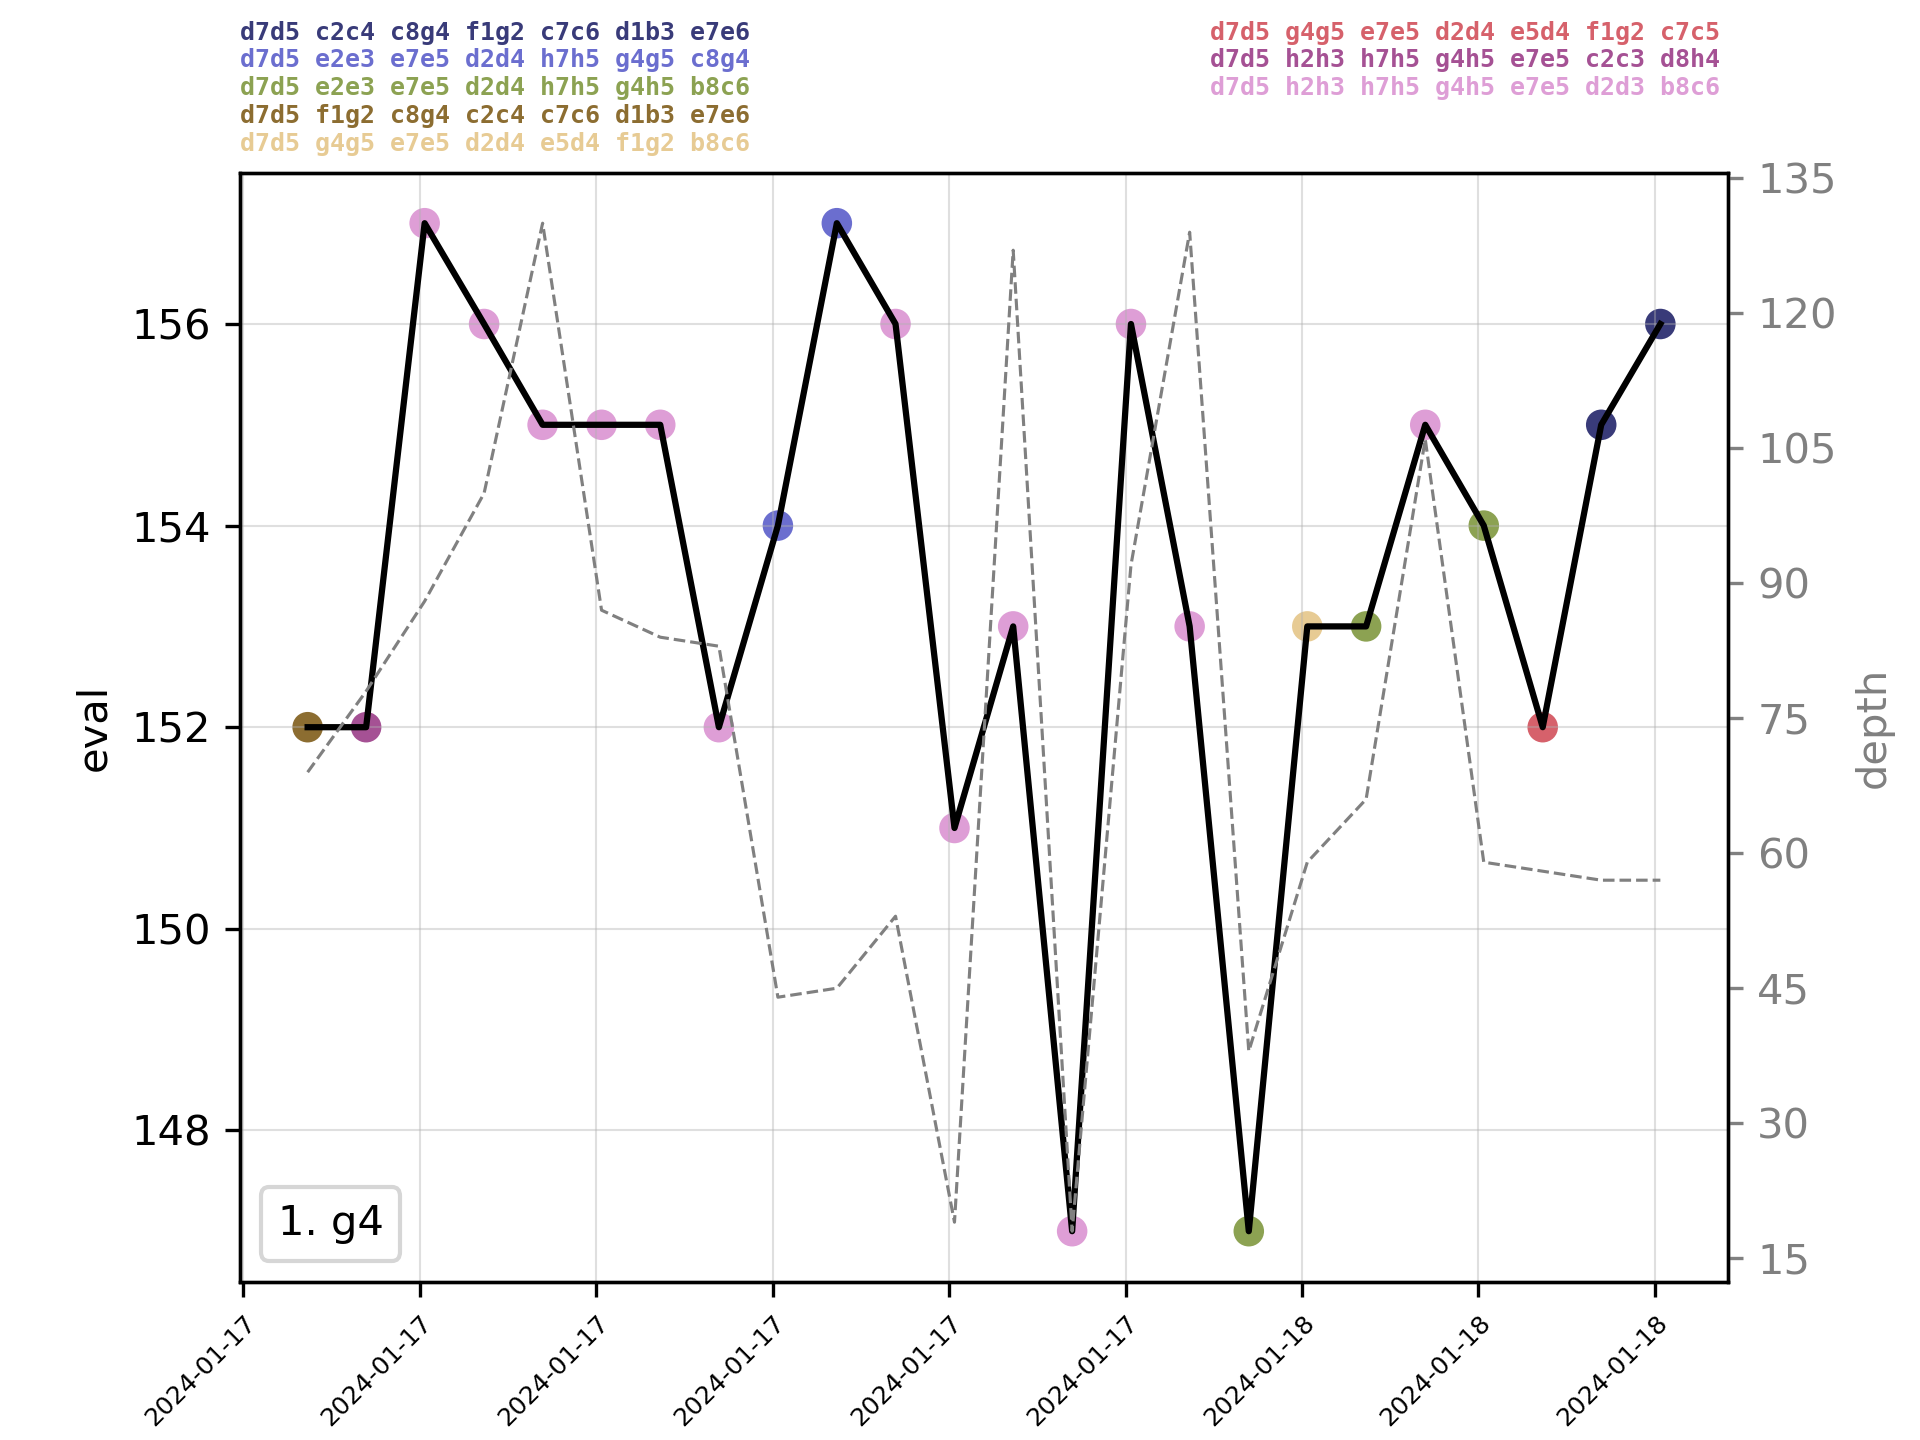 d7d5 c2c4 c8g4 f1g2 c7c6 d1b3 e7e6
d7d5 e2e3 e7e5 d2d4 h7h5 g4g5 c8g4
d7d5 e2e3 e7e5 d2d4 h7h5 g4h5 b8c6
d7d5 f1g2 c8g4 c2c4 c7c6 d1b3 e7e6
d7d5 g4g5 e7e5 d2d4 e5d4 f1g2 b8c6
d7d5 g4g5 e7e5 d2d4 e5d4 f1g2 c7c5
d7d5 h2h3 h7h5 g4h5 e7e5 c2c3 d8h4
d7d5 h2h3 h7h5 g4h5 e7e5 d2d3 b8c6
156
154
152
150
148
eval
135
120
105
90
75
60
45
30
15
depth
1. g4
2024-01-17
2024-01-17
2024-01-17
2024-01-17
2024-01-17
2024-01-17
2024-01-18
2024-01-18
2024-01-18